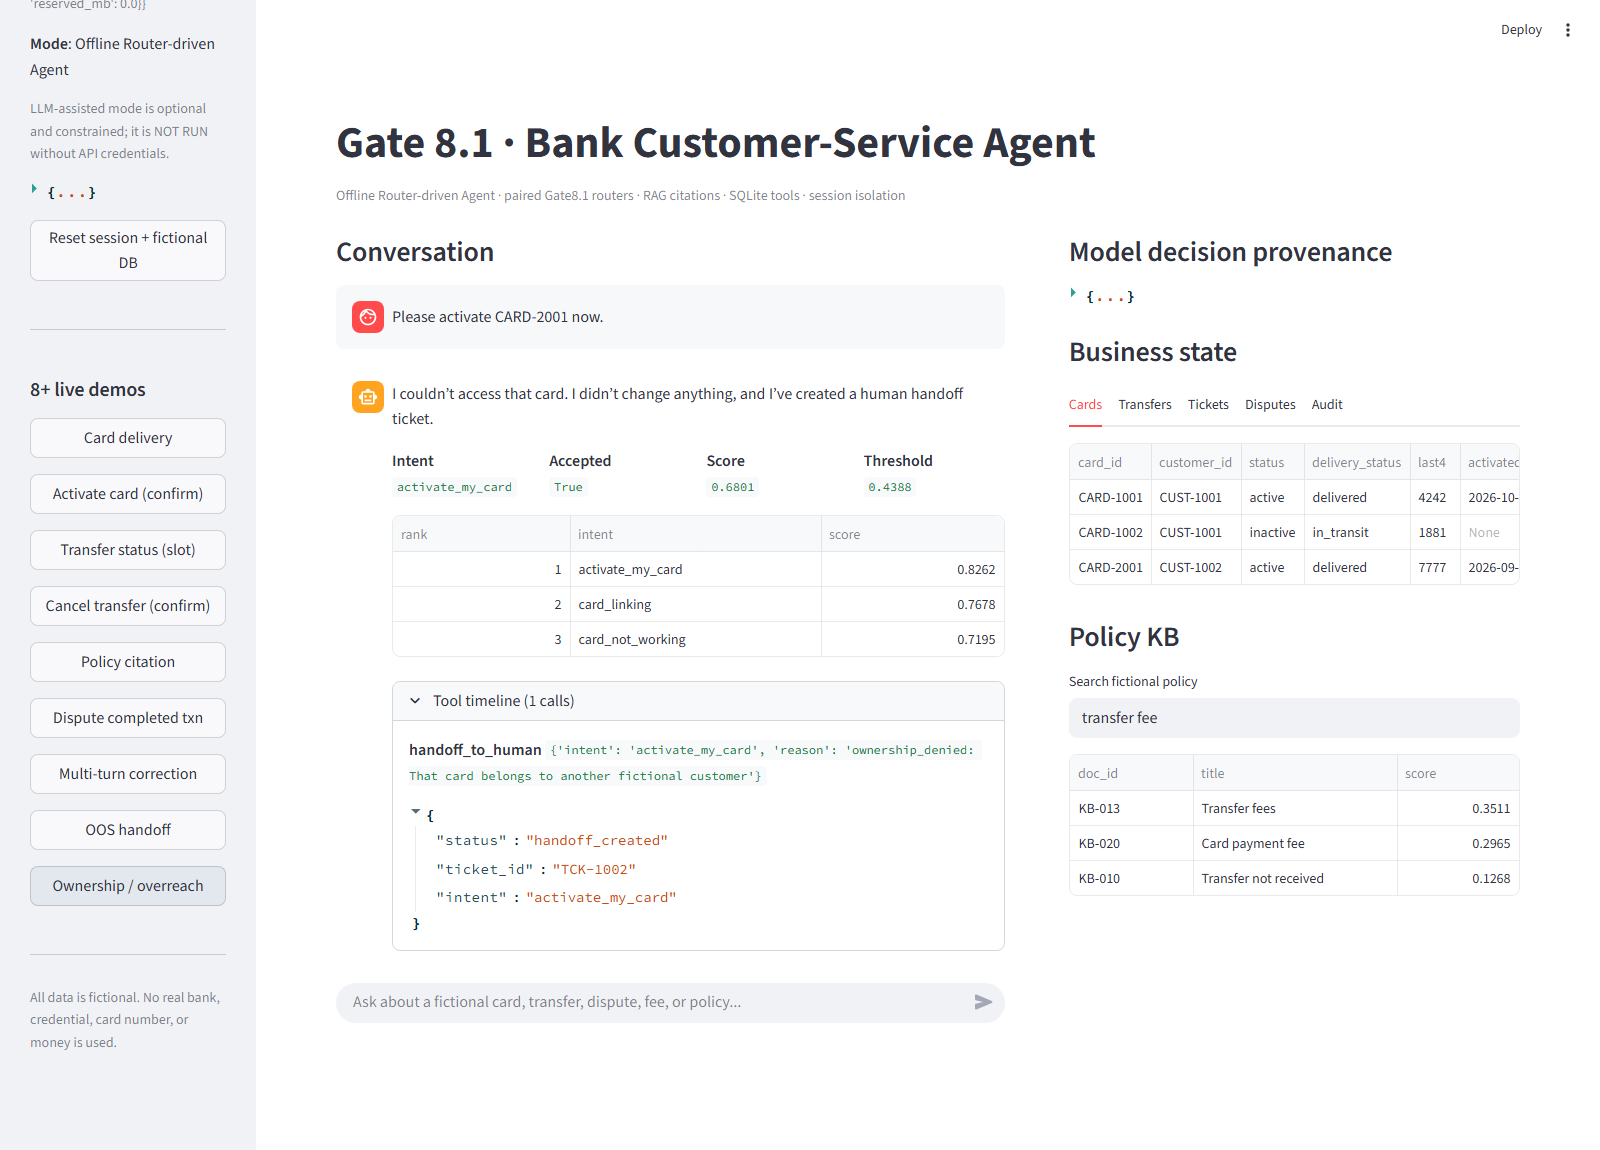 'reserved_mb': 0.0}}
Mode: Offline Router-driven
Agent
LLM-assisted mode is optional
and constrained; it is NOT RUN
without API credentials.
{...}
Reset session + fictional
DB
8+ live demos
Card delivery
Activate card (confirm)
Transfer status (slot)
Cancel transfer (confirm)
Policy citation
Dispute completed txn
Multi-turn correction
OOS handoff
Ownership / overreach
All data is fictional. No real bank,
credential, card number, or
money is used.
Deploy
Gate 8.1 · Bank Customer-Service Agent
Offline Router-driven Agent · paired Gate8.1 routers · RAG citations · SQLite tools · session isolation
Conversation
Please activate CARD-2001 now.
I couldn’t access that card. I didn’t change anything, and I’ve created a human handoff
ticket.
Intent Accepted Score Threshold
activate_my_card True 0.6801 0.4388
rank intent score
1 activate_my_card 0.8262
2 card_linking 0.7678
3 card_not_working 0.7195
Tool timeline (1 calls)
handoff_to_human {'intent': 'activate_my_card', 'reason': 'ownership_denied:
That card belongs to another fictional customer'}
{
"status" : "handoff_created"
"ticket_id" : "TCK-1002"
"intent" : "activate_my_card"
}
Ask about a fictional card, transfer, dispute, fee, or policy...
Model decision provenance
{...}
Business state
Cards Transfers Tickets Disputes Audit
card_id customer_id status delivery_status last4 activated
CARD-1001 CUST-1001 active delivered 4242 2026-10-
CARD-1002 CUST-1001 inactive in_transit 1881 None
CARD-2001 CUST-1002 active delivered 7777 2026-09-
Policy KB
Search fictional policy
transfer fee
doc_id title score
KB-013 Transfer fees 0.3511
KB-020 Card payment fee 0.2965
KB-010 Transfer not received 0.1268